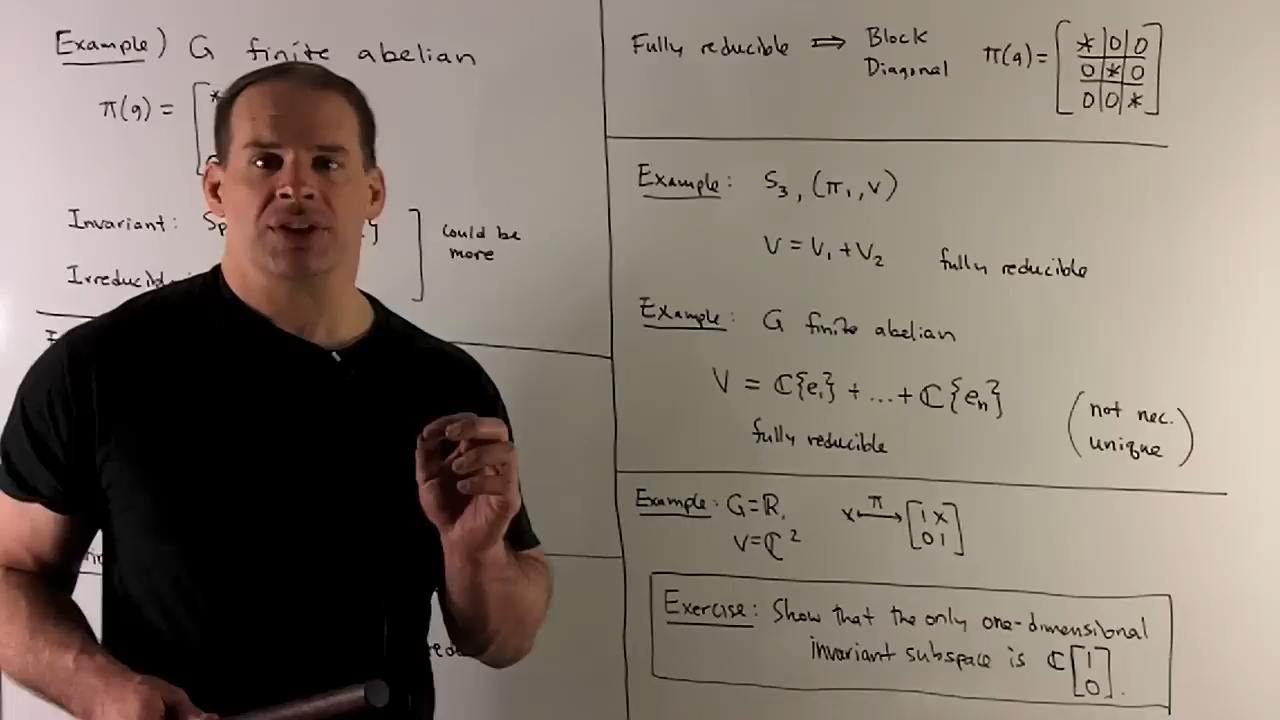 Example) G finite abelian
π(g) =
Invariant:
could be
more
Fully reducible ⟹ Block
Diagonal
π(g) = [* | 0 | 0
0 | * | 0
0 | 0 | *]
Example: S₃, (π₁, V)
V = V₁ + V₂ fully reducible
Example: G finite abelian
V = ℂ{e₁} + ... + ℂ{eₙ}
fully reducible
(not nec.
unique)
Example: G=ℝ, x ⟼ [1 x
π
0 1]
V=ℂ²
Exercise: Show that the only one-dimensional
invariant subspace is ℂ[1
0].